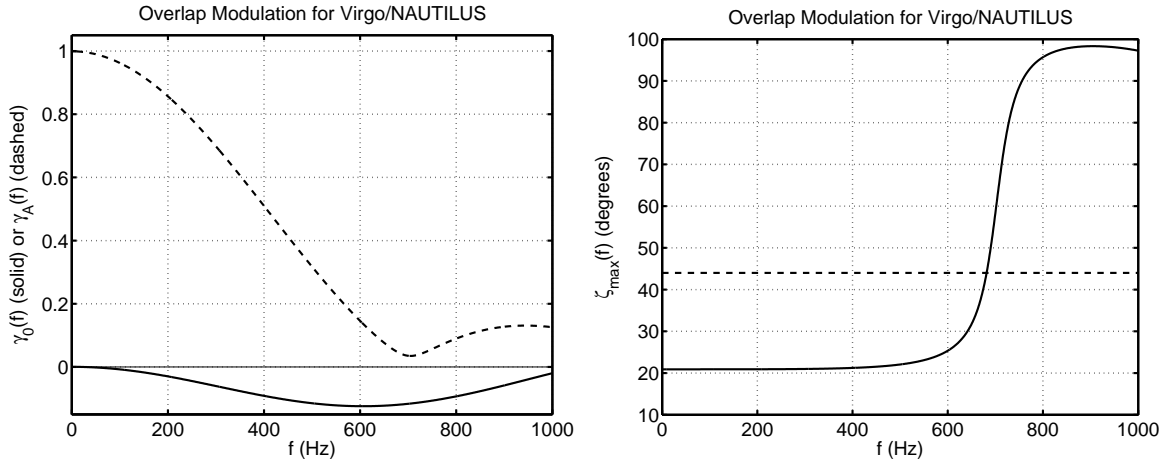 Overlap Modulation for Virgo/NAUTILUS
γ₀(f) (solid) or γ_A(f) (dashed)
1
0.8
0.6
0.4
0.2
0
0 200 400 600 800 1000
f (Hz)
Overlap Modulation for Virgo/NAUTILUS
ζ_max(f) (degrees)
100
90
80
70
60
50
40
30
20
10
0 200 400 600 800 1000
f (Hz)